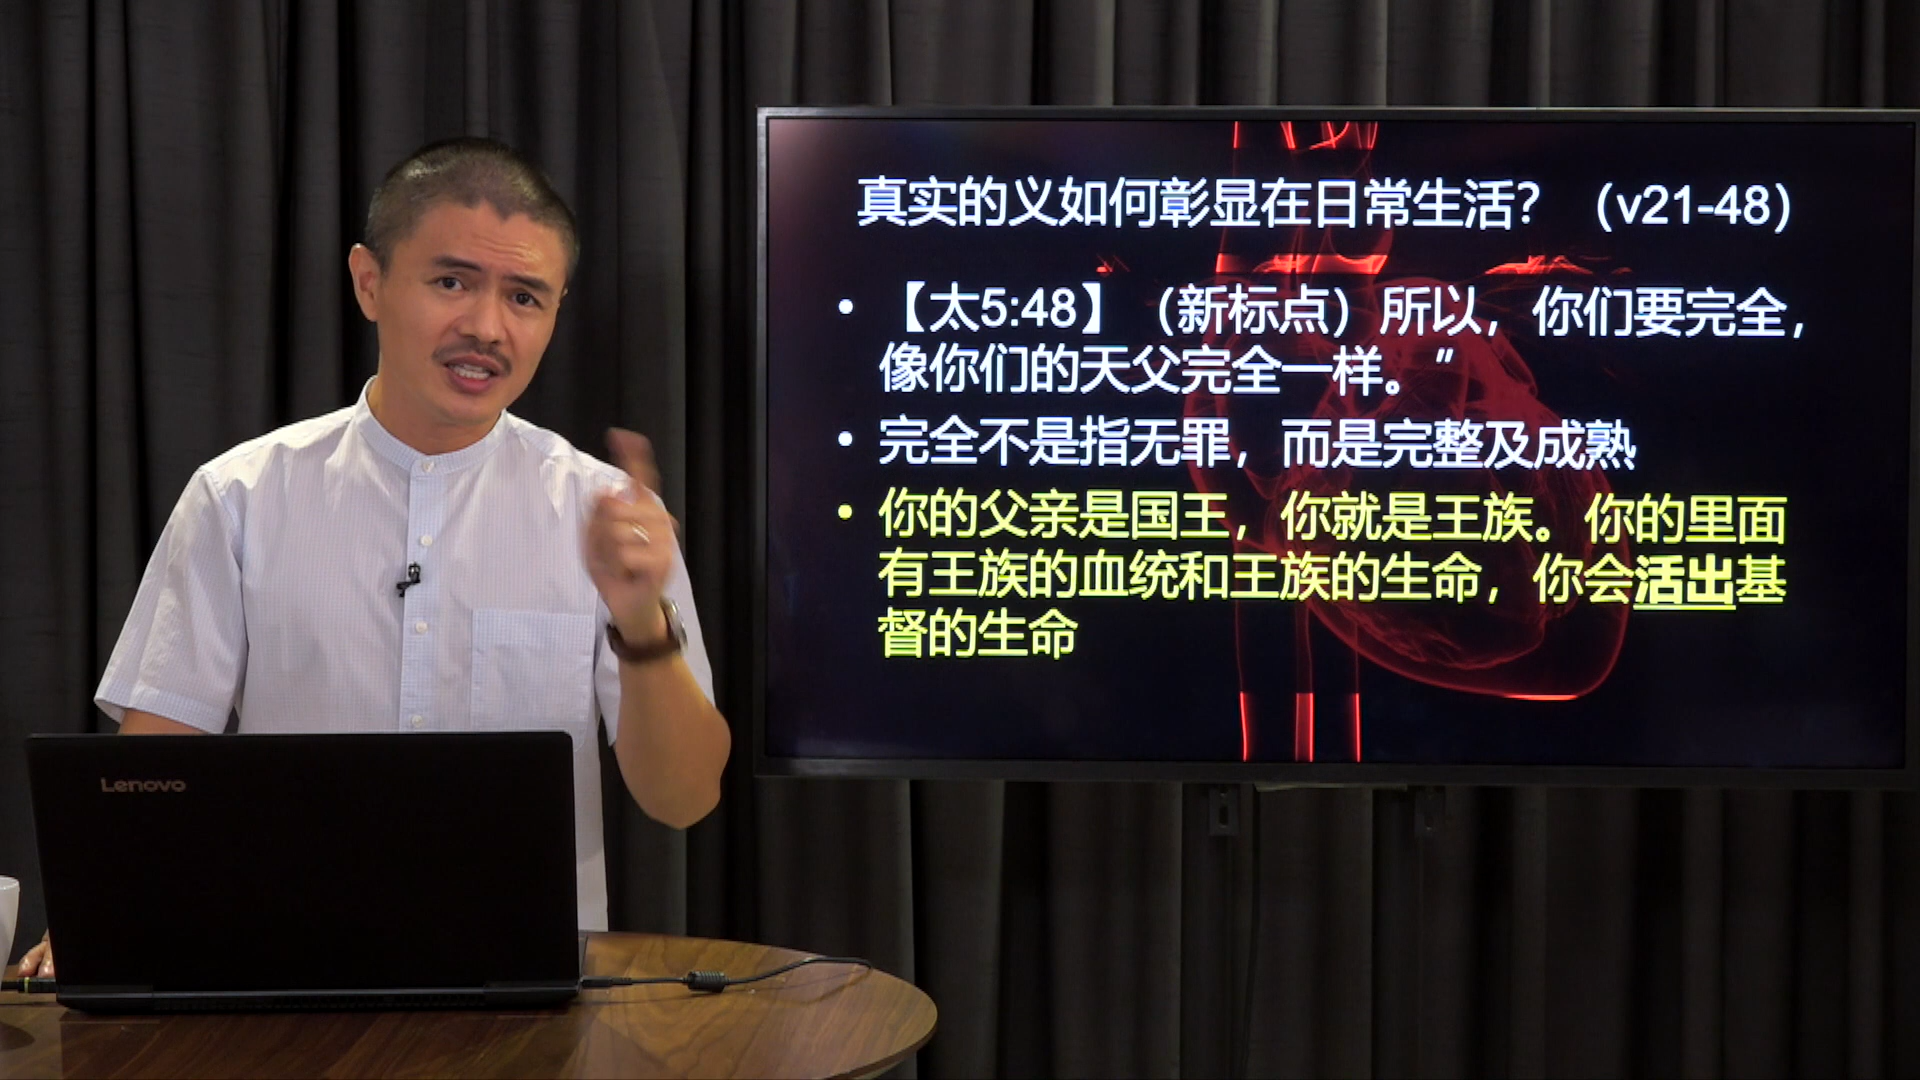 真实的义如何彰显在日常生活？（v21-48）
• 【太5:48】（新标点）所以，你们要完全，
像你们的天父完全一样。”
• 完全不是指无罪，而是完整及成熟
• 你的父亲是国王，你就是王族。你的里面
有王族的血统和王族的生命，你会活出基
督的生命
Lenovo